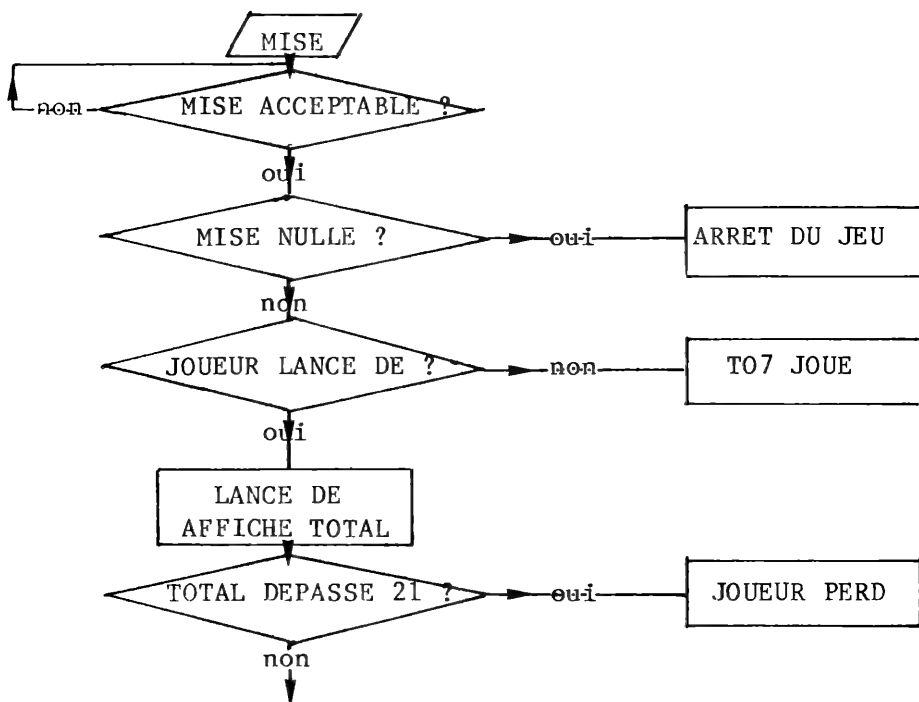 MISE
non
MISE ACCEPTABLE ?
oui
MISE NULLE ?
oui
ARRET DU JEU
non
JOUEUR LANCE DE ?
non
TO7 JOUE
oui
LANCE DE
AFFICHE TOTAL
TOTAL DEPASSE 21 ?
oui
JOUEUR PERD
non